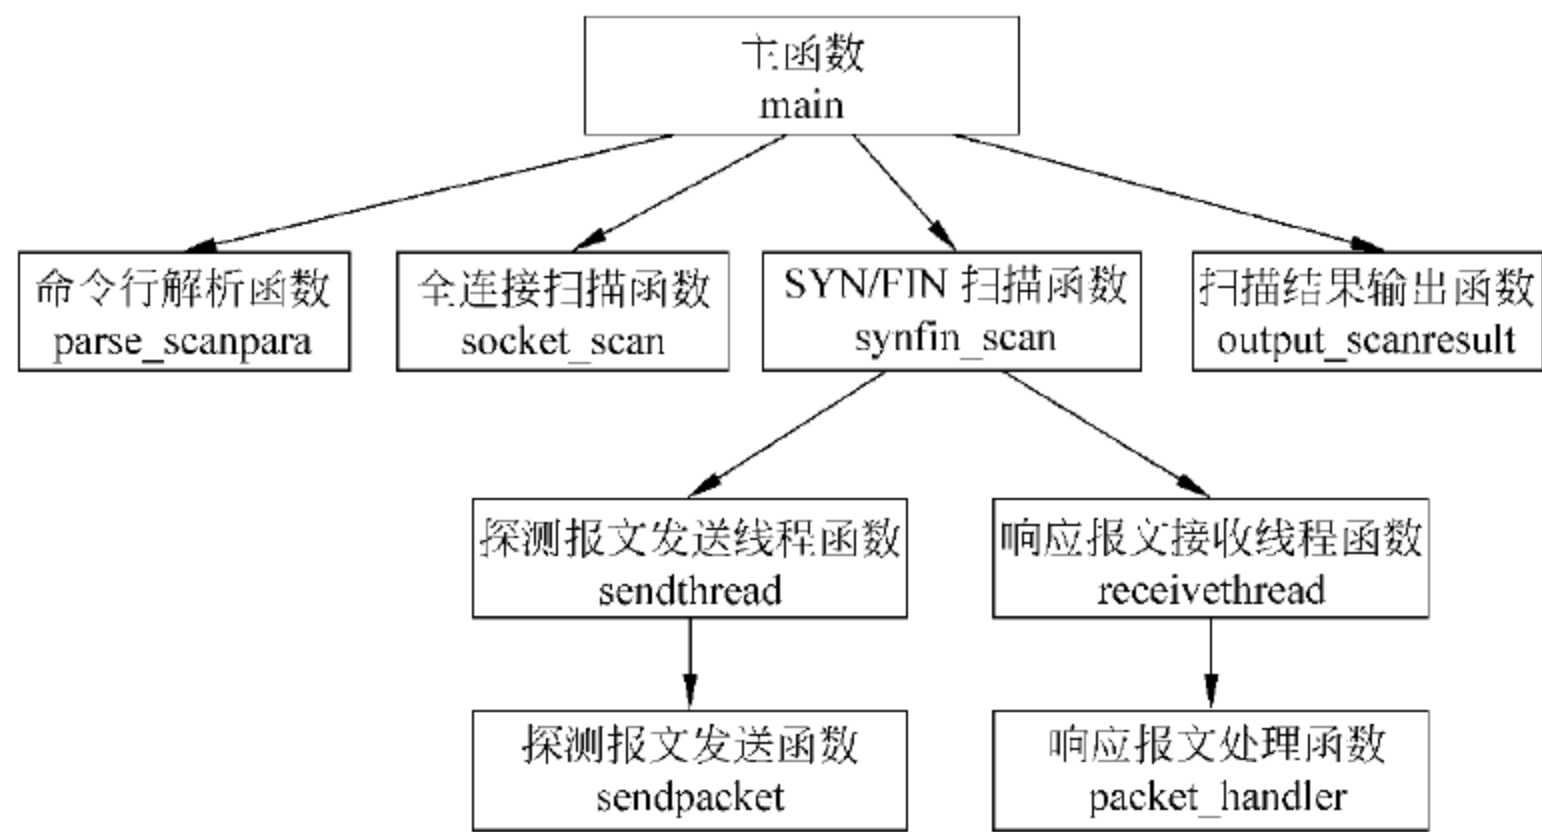 主函数
main
命令行解析函数
parse_scanpara
全连接扫描函数
socket_scan
SYN/FIN 扫描函数
synfin_scan
扫描结果输出函数
output_scanresult
探测报文发送线程函数
sendthread
响应报文接收线程函数
receivethread
探测报文发送函数
sendpacket
响应报文处理函数
packet_handler